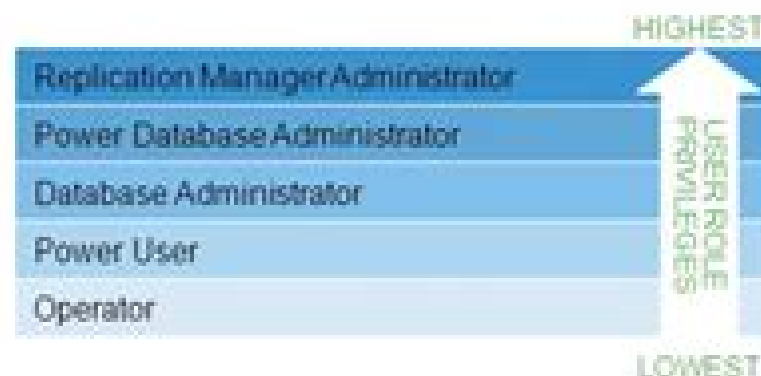 HIGHEST
Replication Manager Administrator
Power Database Administrator
Database Administrator
Power User
Operator
USER ROLE
PRIVILEGES
LOWEST